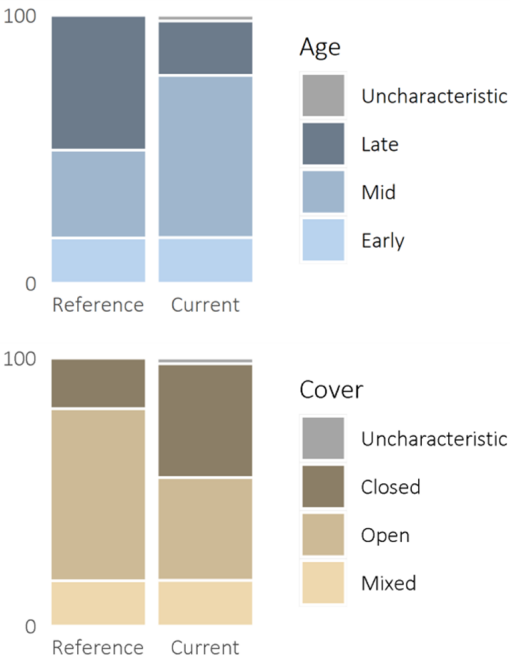 100
0
Reference
Current
Age
Uncharacteristic
Late
Mid
Early
100
0
Reference
Current
Cover
Uncharacteristic
Closed
Open
Mixed